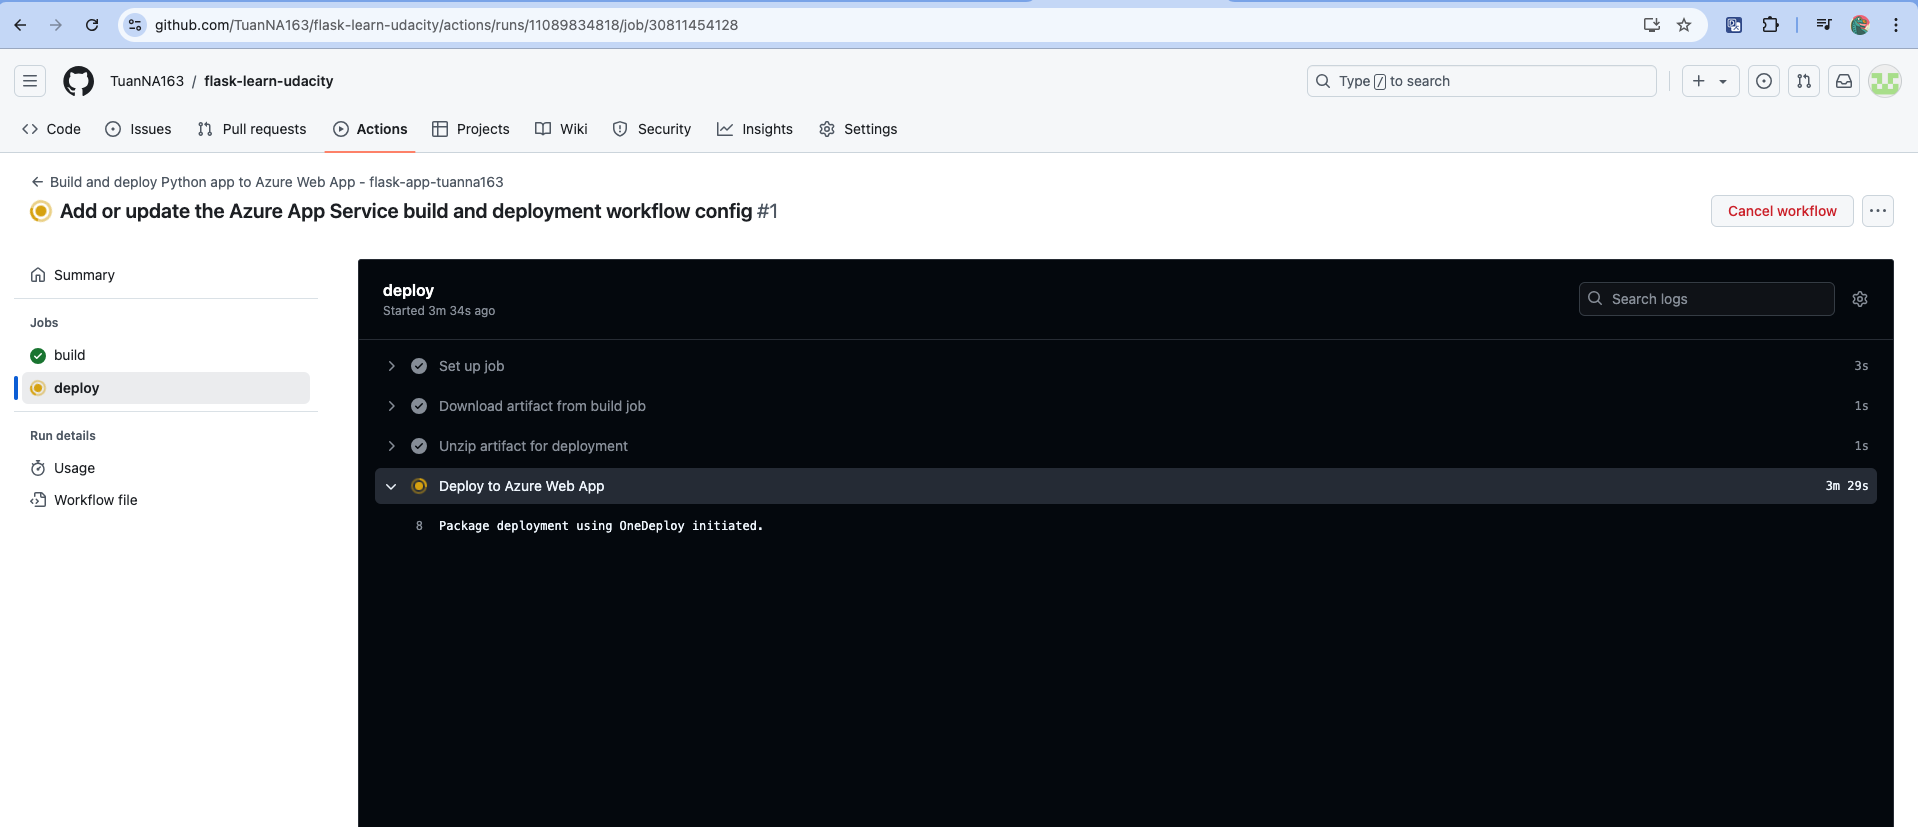 github.com/TuanNA163/flask-learn-udacity/actions/runs/11089834818/job/30811454128
TuanNA163 / flask-learn-udacity
Type / to search
Code Issues Pull requests Actions Projects Wiki Security Insights Settings
Build and deploy Python app to Azure Web App - flask-app-tuanna163
Add or update the Azure App Service build and deployment workflow config #1
Cancel workflow
Summary
Jobs
build
deploy
Run details
Usage
Workflow file
deploy
Started 3m 34s ago
Search logs
Set up job 3s
Download artifact from build job 1s
Unzip artifact for deployment 1s
Deploy to Azure Web App 3m 29s
8 Package deployment using OneDeploy initiated.